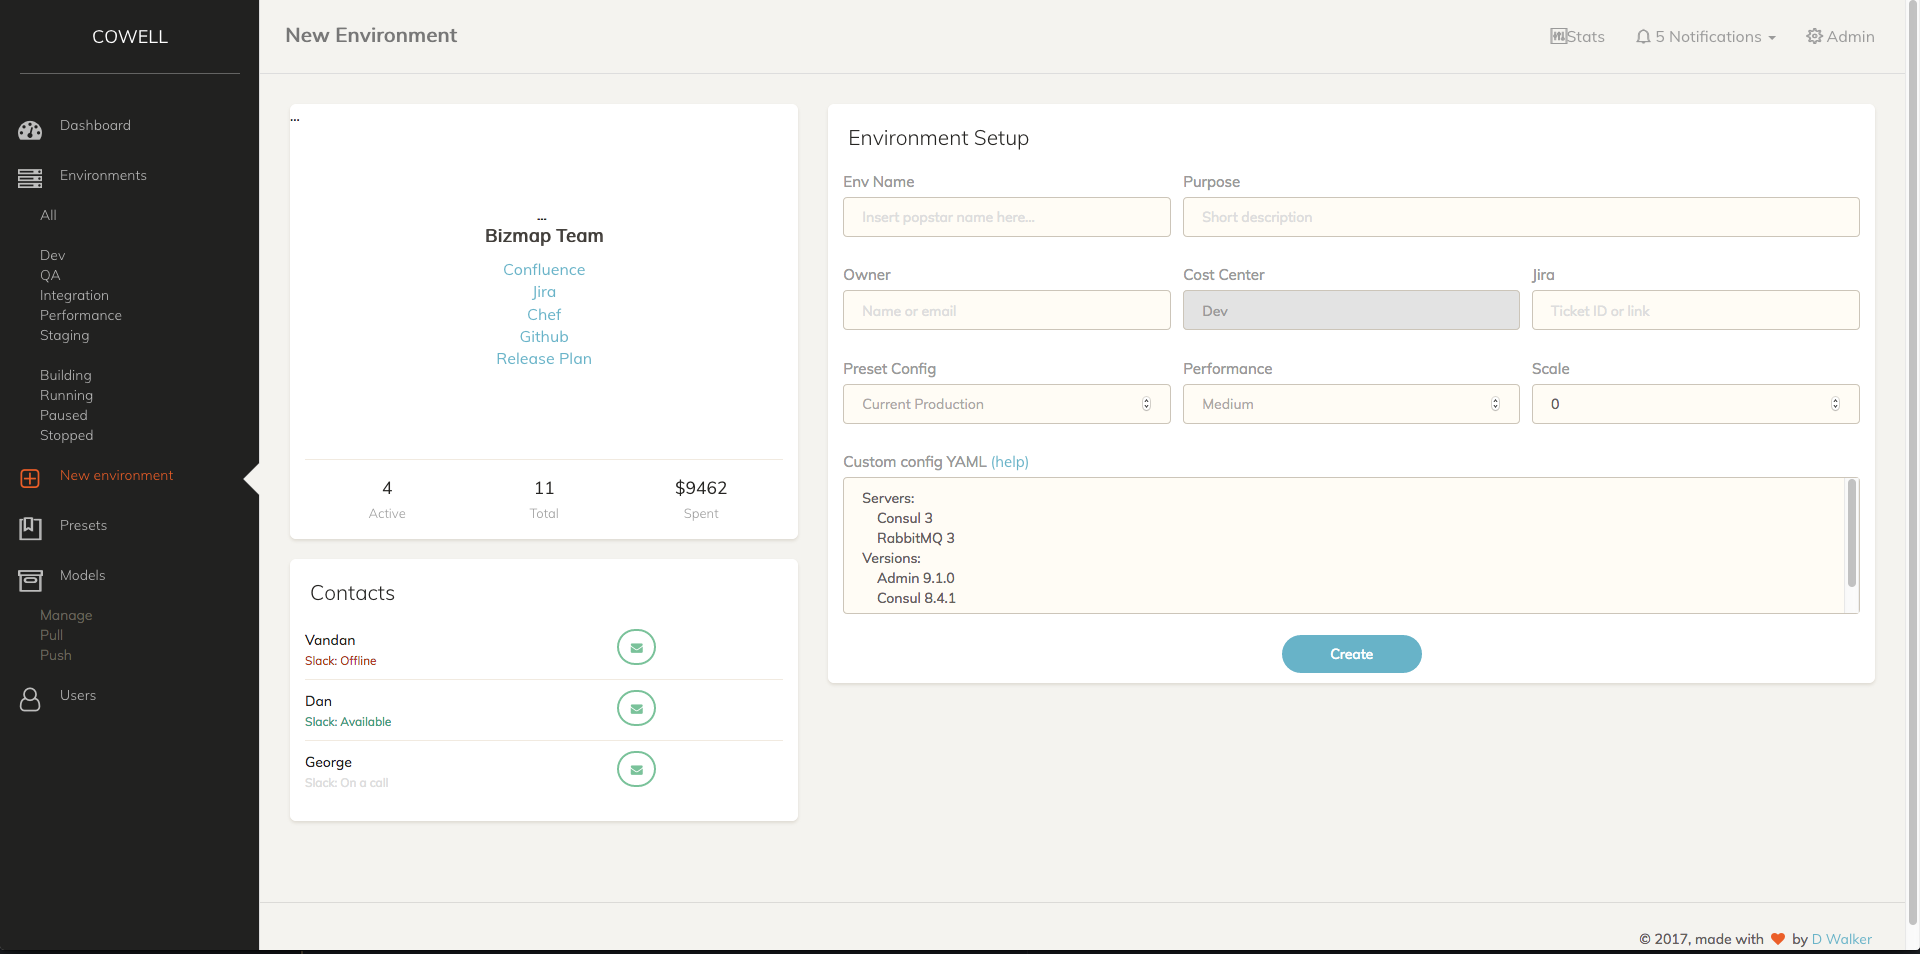 COWELL
Dashboard
Environments
All
Dev
QA
Integration
Performance
Staging
Building
Running
Paused
Stopped
New environment
Presets
Models
Manage
Pull
Push
Users
New Environment
Stats
5 Notifications
Admin
...
...
Bizmap Team
Confluence
Jira
Chef
Github
Release Plan
4 11 $9462
Active Total Spent
Contacts
Vandan
Slack: Offline
Dan
Slack: Available
George
Slack: On a call
Environment Setup
Env Name Purpose
Insert popstar name here... Short description
Owner Cost Center Jira
Name or email Dev Ticket ID or link
Preset Config Performance Scale
Current Production Medium 0
Custom config YAML (help)
Servers:
Consul 3
RabbitMQ 3
Versions:
Admin 9.1.0
Consul 8.4.1
Create
© 2017, made with by D Walker